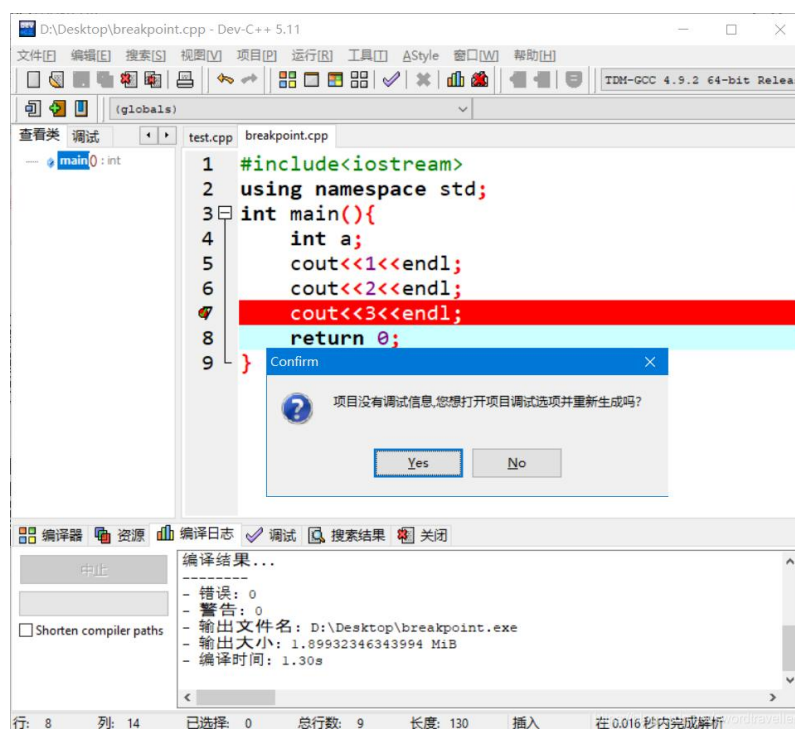 D:\Desktop\breakpoint.cpp - Dev-C++ 5.11
文件[F] 编辑[E] 搜索[S] 视图[V] 项目[P] 运行[R] 工具[T] AStyle 窗口[W] 帮助[H]
TDM-GCC 4.9.2 64-bit Relea
(globals)
查看类 调试 test.cpp breakpoint.cpp
main() : int
1 #include<iostream>
2 using namespace std;
3 int main(){
4 int a;
5 cout<<1<<endl;
6 cout<<2<<endl;
cout<<3<<endl;
8 return 0;
9 }
Confirm
项目没有调试信息,您想打开项目调试选项并重新生成吗?
Yes No
编译器 资源 编译日志 调试 搜索结果 关闭
中止
Shorten compiler paths
编译结果...
--------
- 错误: 0
- 警告: 0
- 输出文件名: D:\Desktop\breakpoint.exe
- 输出大小: 1.89932346343994 MiB
- 编译时间: 1.30s
行: 8 列: 14 已选择: 0 总行数: 9 长度: 130 插入 在 0.016 秒内完成解析